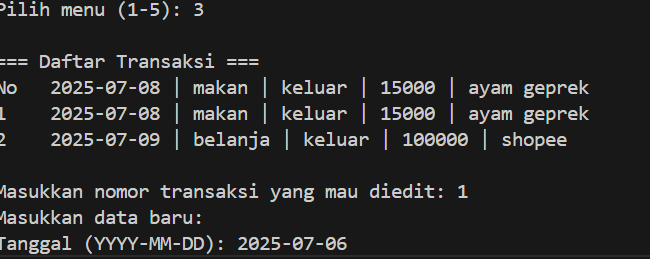 Pilih menu (1-5): 3
=== Daftar Transaksi ===
No 2025-07-08 | makan | keluar | 15000 | ayam geprek
1 2025-07-08 | makan | keluar | 15000 | ayam geprek
2 2025-07-09 | belanja | keluar | 100000 | shopee
Masukkan nomor transaksi yang mau diedit: 1
Masukkan data baru:
Tanggal (YYYY-MM-DD): 2025-07-06